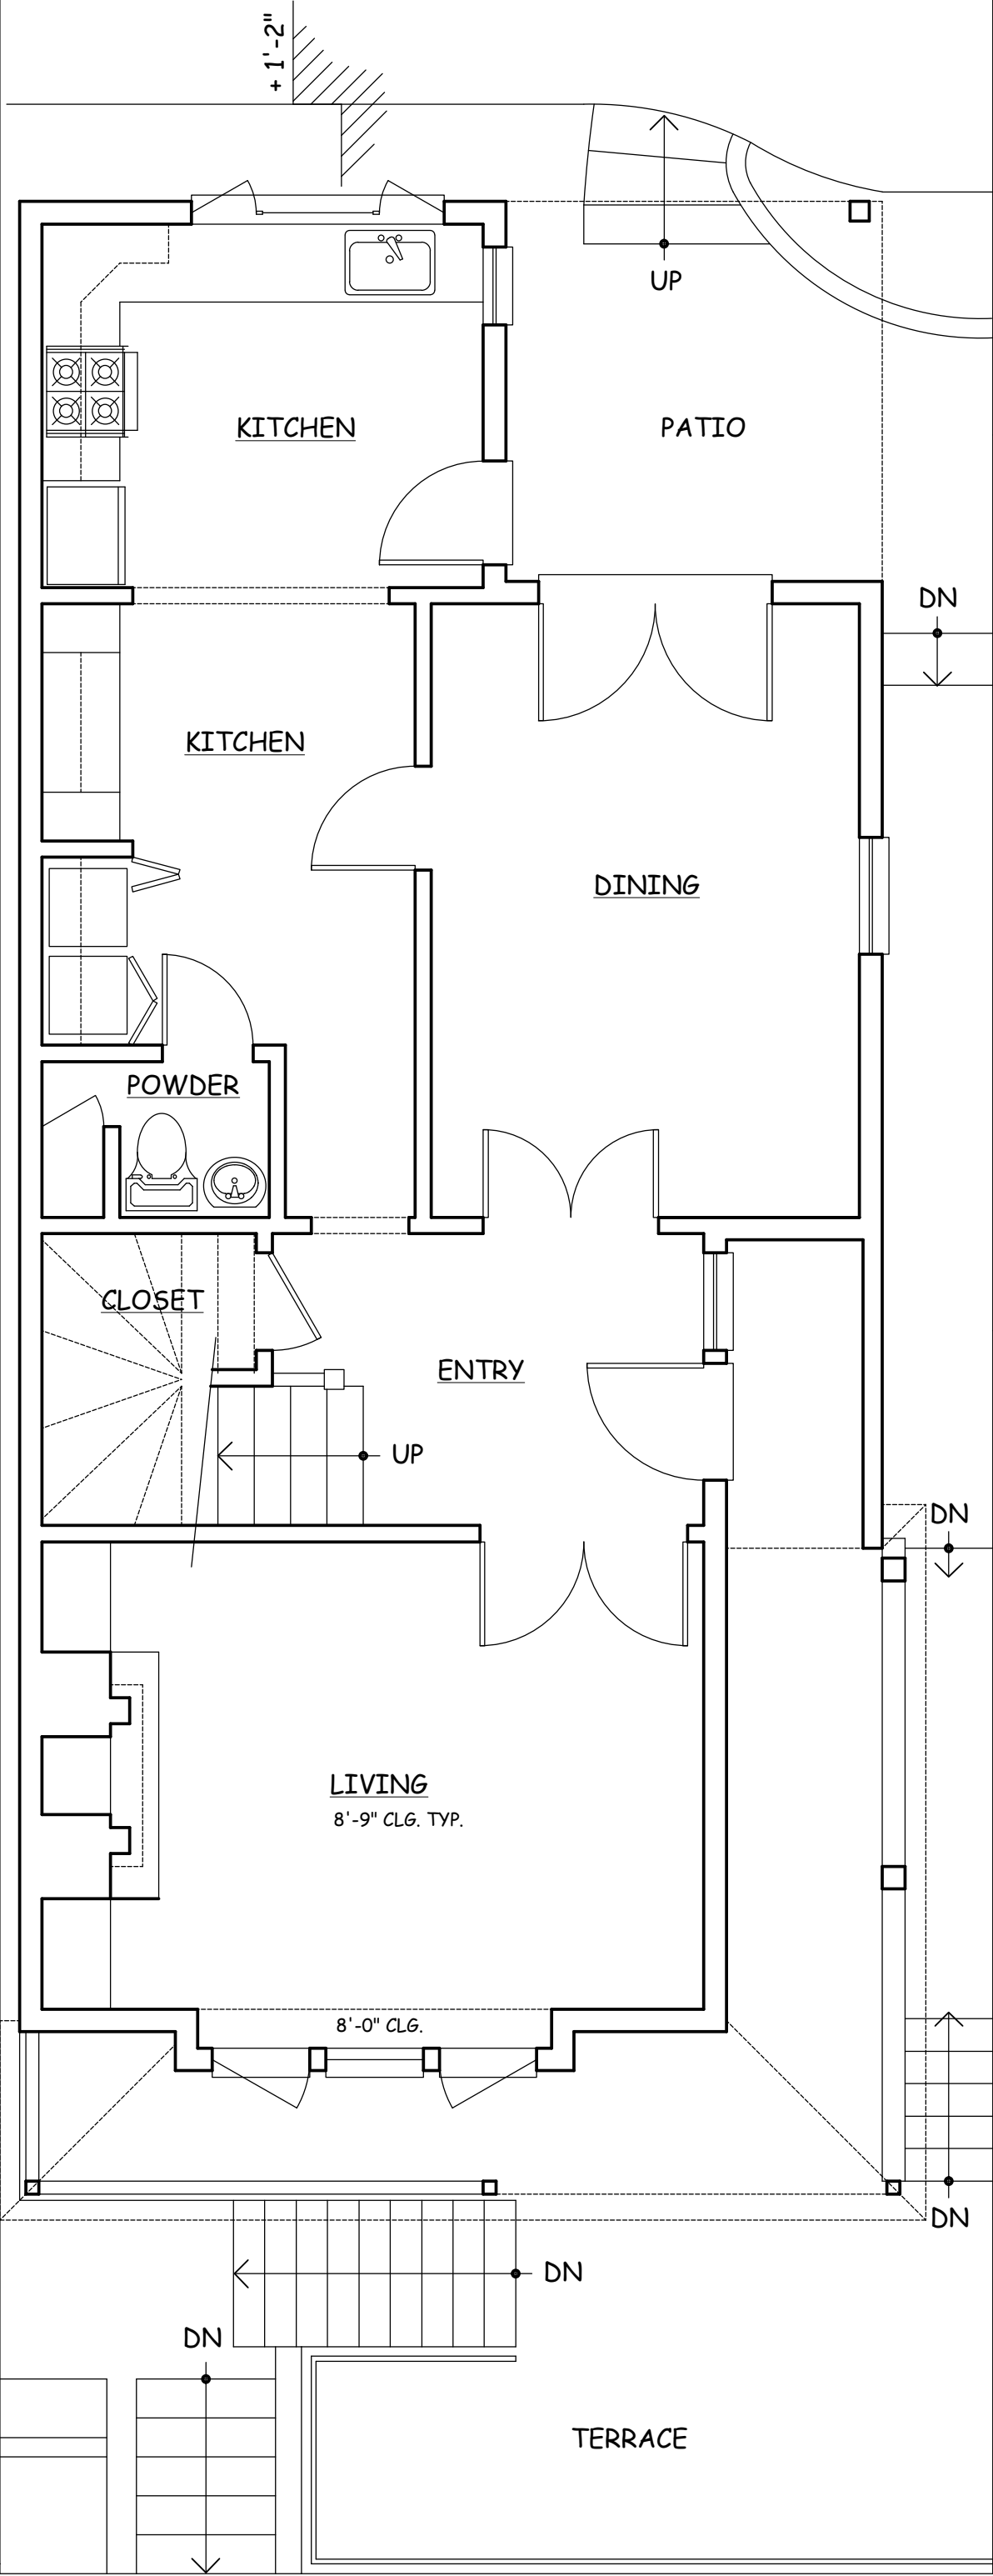 + 1'-2"
UP
KITCHEN
PATIO
DN
KITCHEN
DINING
POWDER
CLOSET
ENTRY
UP
DN
LIVING
8'-9" CLG. TYP.
8'-0" CLG.
DN
DN
DN
TERRACE